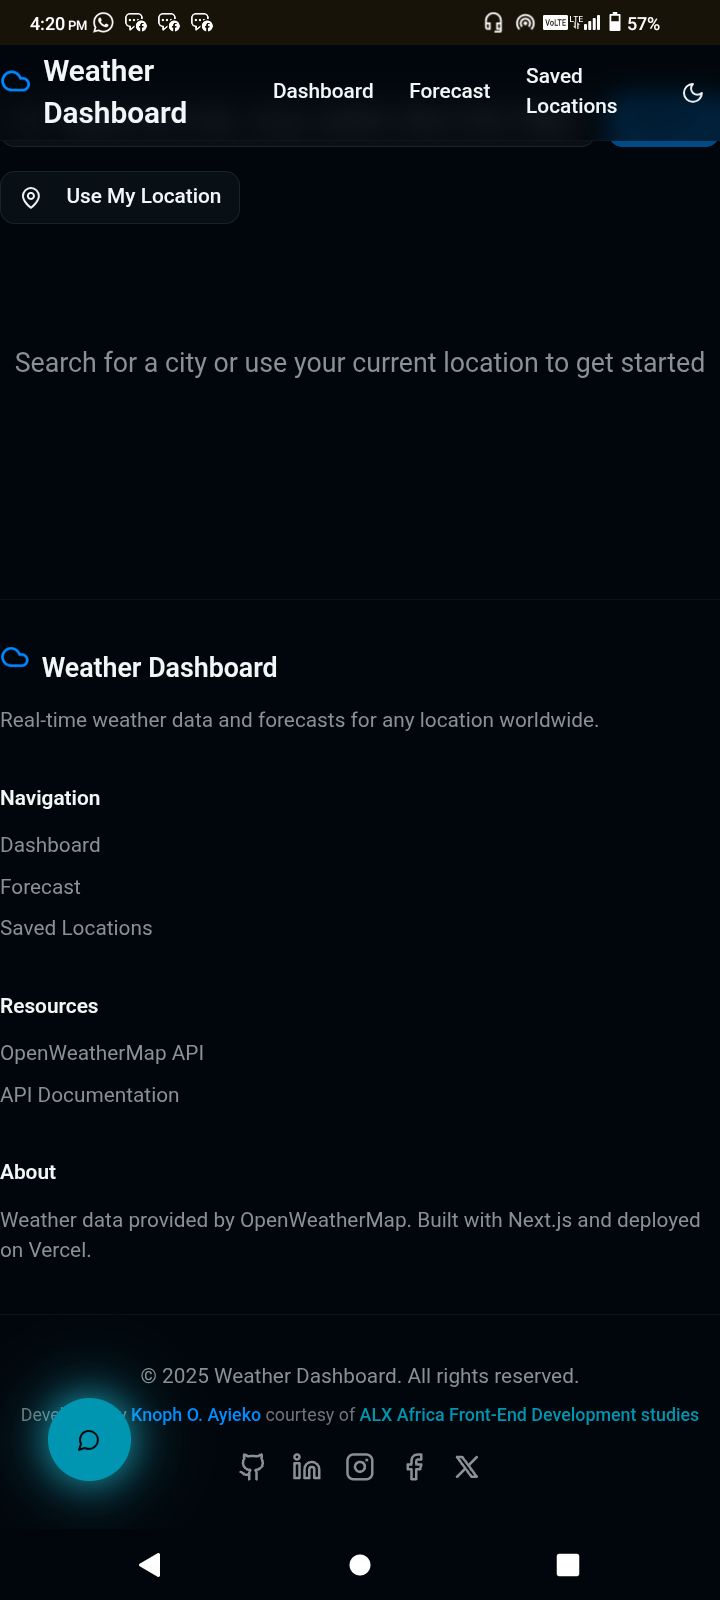 4:20 PM
VoLTE LTE 57%
Weather
Dashboard
Dashboard
Forecast
Saved
Locations
Use My Location
Search for a city or use your current location to get started
Weather Dashboard
Real-time weather data and forecasts for any location worldwide.
Navigation
Dashboard
Forecast
Saved Locations
Resources
OpenWeatherMap API
API Documentation
About
Weather data provided by OpenWeatherMap. Built with Next.js and deployed
on Vercel.
© 2025 Weather Dashboard. All rights reserved.
Knoph O. Ayieko courtesy of ALX Africa Front-End Development studies